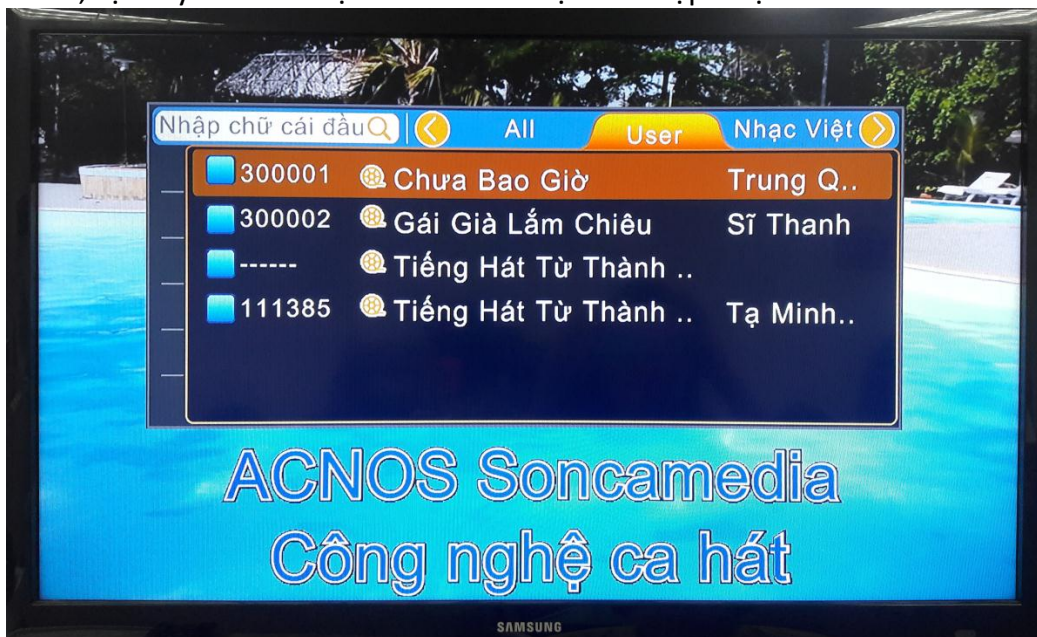 Nhập chữ cái đầu All User Nhạc Việt
300001 Chưa Bao Giờ Trung Q..
300002 Gái Già Lắm Chiêu Sĩ Thanh
------ Tiếng Hát Từ Thành ..
111385 Tiếng Hát Từ Thành .. Tạ Minh..
ACNOS Soncamedia
Công nghệ ca hát
SAMSUNG